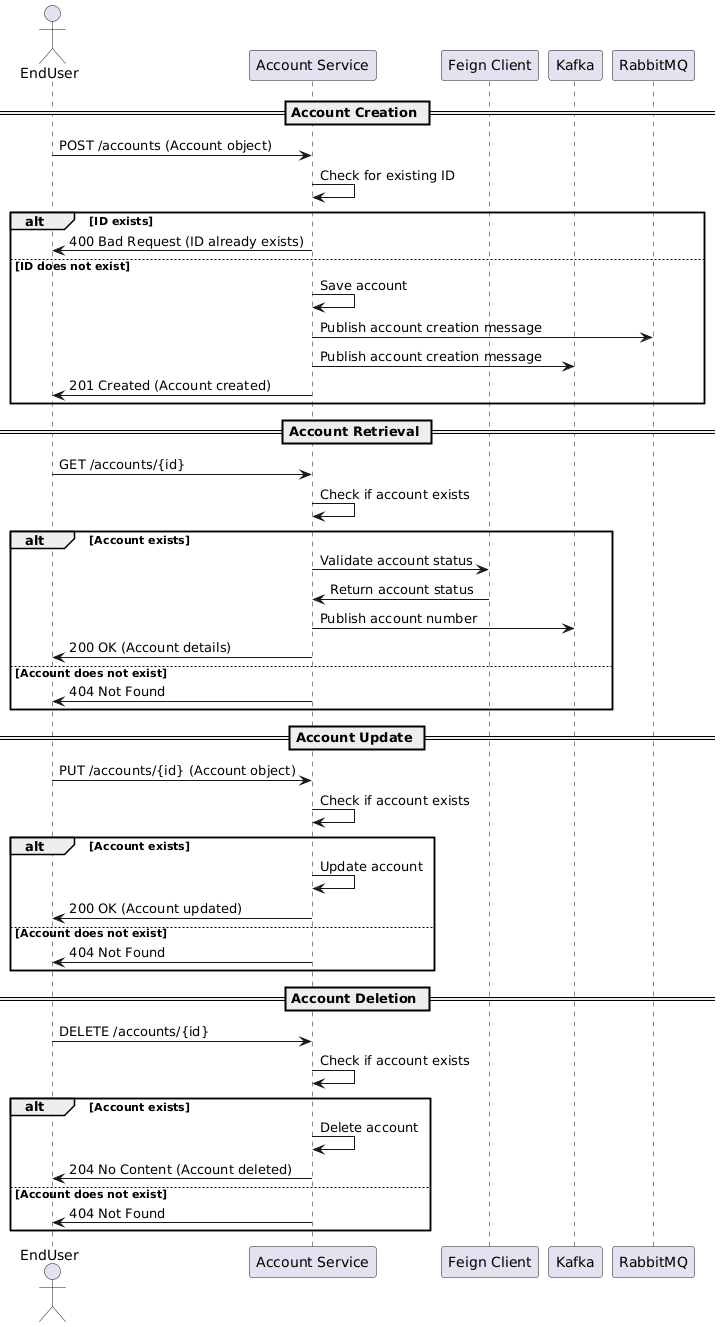 EndUser
Account Service
Feign Client
Kafka
RabbitMQ
Account Creation
POST /accounts (Account object)
Check for existing ID
alt
[ID exists]
400 Bad Request (ID already exists)
[ID does not exist]
Save account
Publish account creation message
Publish account creation message
201 Created (Account created)
Account Retrieval
GET /accounts/{id}
Check if account exists
alt
[Account exists]
Validate account status
Return account status
Publish account number
200 OK (Account details)
[Account does not exist]
404 Not Found
Account Update
PUT /accounts/{id} (Account object)
Check if account exists
alt
[Account exists]
Update account
200 OK (Account updated)
[Account does not exist]
404 Not Found
Account Deletion
DELETE /accounts/{id}
Check if account exists
alt
[Account exists]
Delete account
204 No Content (Account deleted)
[Account does not exist]
404 Not Found
EndUser
Account Service
Feign Client
Kafka
RabbitMQ